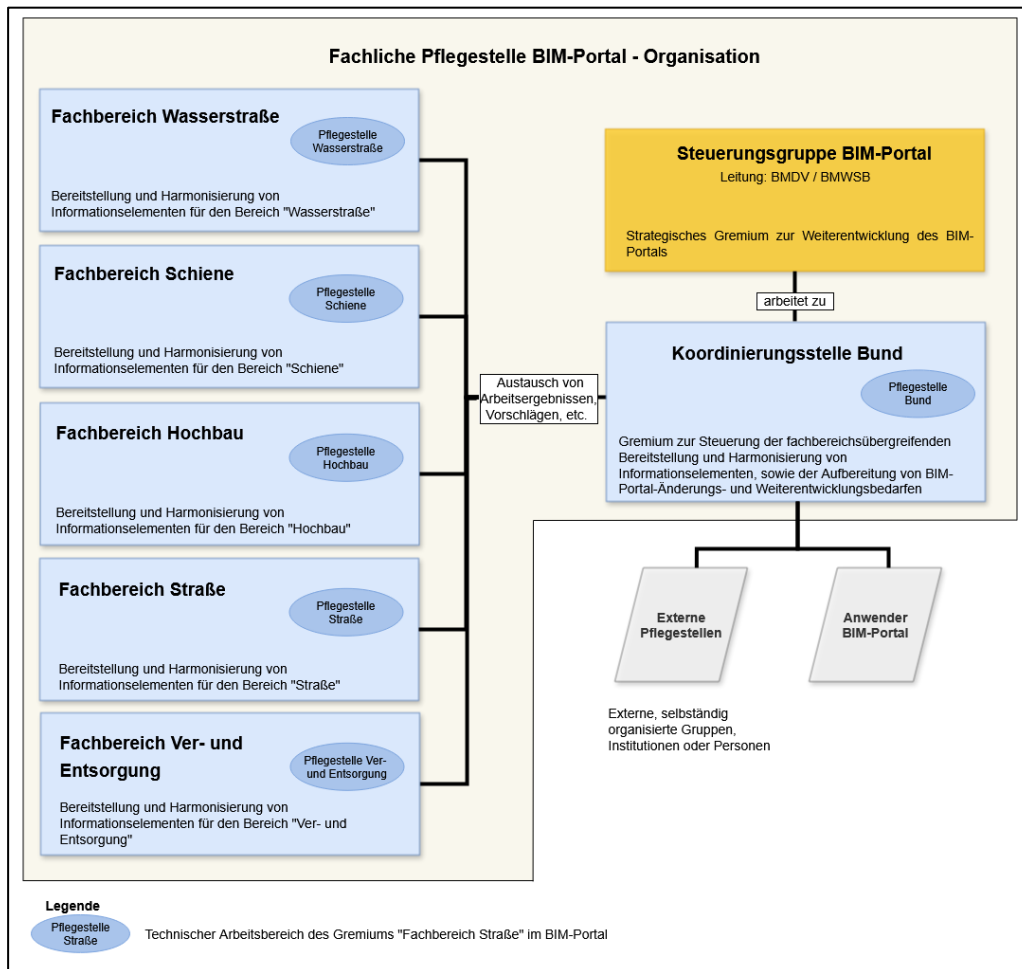 Fachliche Pflegestelle BIM-Portal - Organisation
Fachbereich Wasserstraße
Pflegestelle
Wasserstraße
Bereitstellung und Harmonisierung von
Informationselementen für den Bereich "Wasserstraße"
Fachbereich Schiene
Pflegestelle
Schiene
Bereitstellung und Harmonisierung von
Informationselementen für den Bereich "Schiene"
Fachbereich Hochbau
Pflegestelle
Hochbau
Bereitstellung und Harmonisierung von
Informationselementen für den Bereich "Hochbau"
Fachbereich Straße
Pflegestelle
Straße
Bereitstellung und Harmonisierung von
Informationselementen für den Bereich "Straße"
Fachbereich Ver- und
Entsorgung
Pflegestelle Ver-
und Entsorgung
Bereitstellung und Harmonisierung von
Informationselementen für den Bereich "Ver- und
Entsorgung"
Austausch von
Arbeitsergebnissen,
Vorschlägen, etc.
Steuerungsgruppe BIM-Portal
Leitung: BMDV / BMWSB
Strategisches Gremium zur Weiterentwicklung des BIM-
Portals
arbeitet zu
Koordinierungsstelle Bund
Pflegestelle
Bund
Gremium zur Steuerung der fachbereichsübergreifenden
Bereitstellung und Harmonisierung von
Informationselementen, sowie der Aufbereitung von BIM-
Portal-Änderungs- und Weiterentwicklungsbedarfen
Externe
Pflegestellen
Anwender
BIM-Portal
Externe, selbständig
organisierte Gruppen,
Institutionen oder Personen
Legende
Pflegestelle
Straße
Technischer Arbeitsbereich des Gremiums "Fachbereich Straße" im BIM-Portal